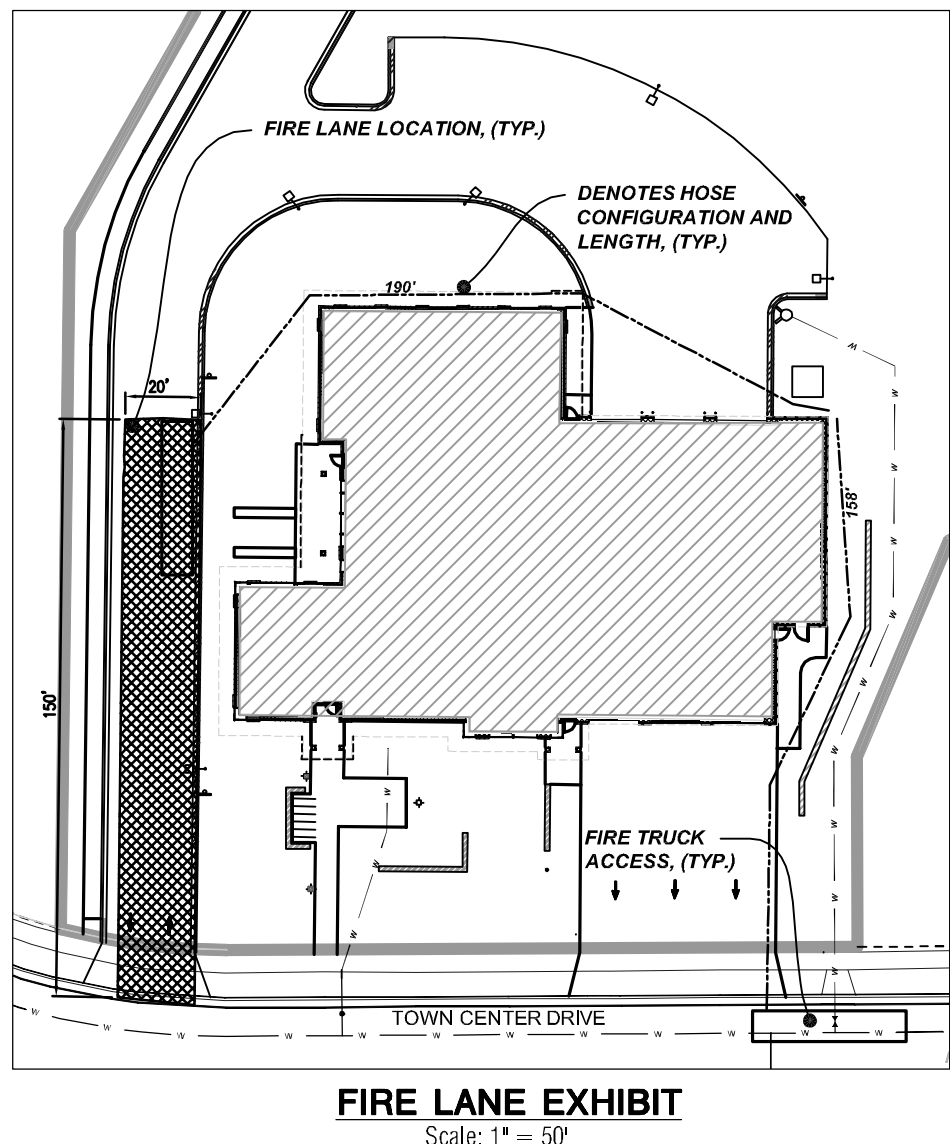 FIRE LANE LOCATION, (TYP.)
DENOTES HOSE
CONFIGURATION AND
LENGTH, (TYP.)
190'
W
20'
W
W
158'
W
W
W
W
150'
W
W
W
FIRE TRUCK
ACCESS, (TYP.)
W
W
W
W
W
TOWN CENTER DRIVE
W W W W W W W W W W
FIRE LANE EXHIBIT
Scale: 1" = 50'